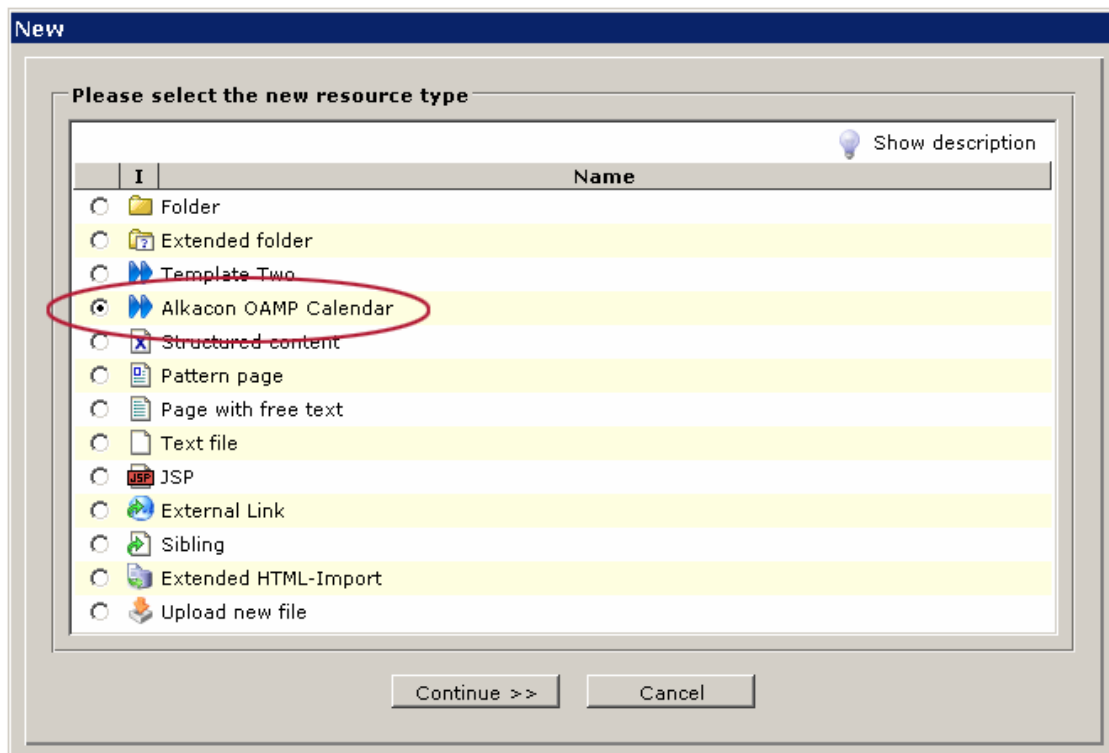 New
Please select the new resource type
Show description
I Name
Folder
Extended folder
Template Two
Alkacon OAMP Calendar
Structured content
Pattern page
Page with free text
Text file
JSP JSP
External Link
Sibling
Extended HTML-Import
Upload new file
Continue >> Cancel